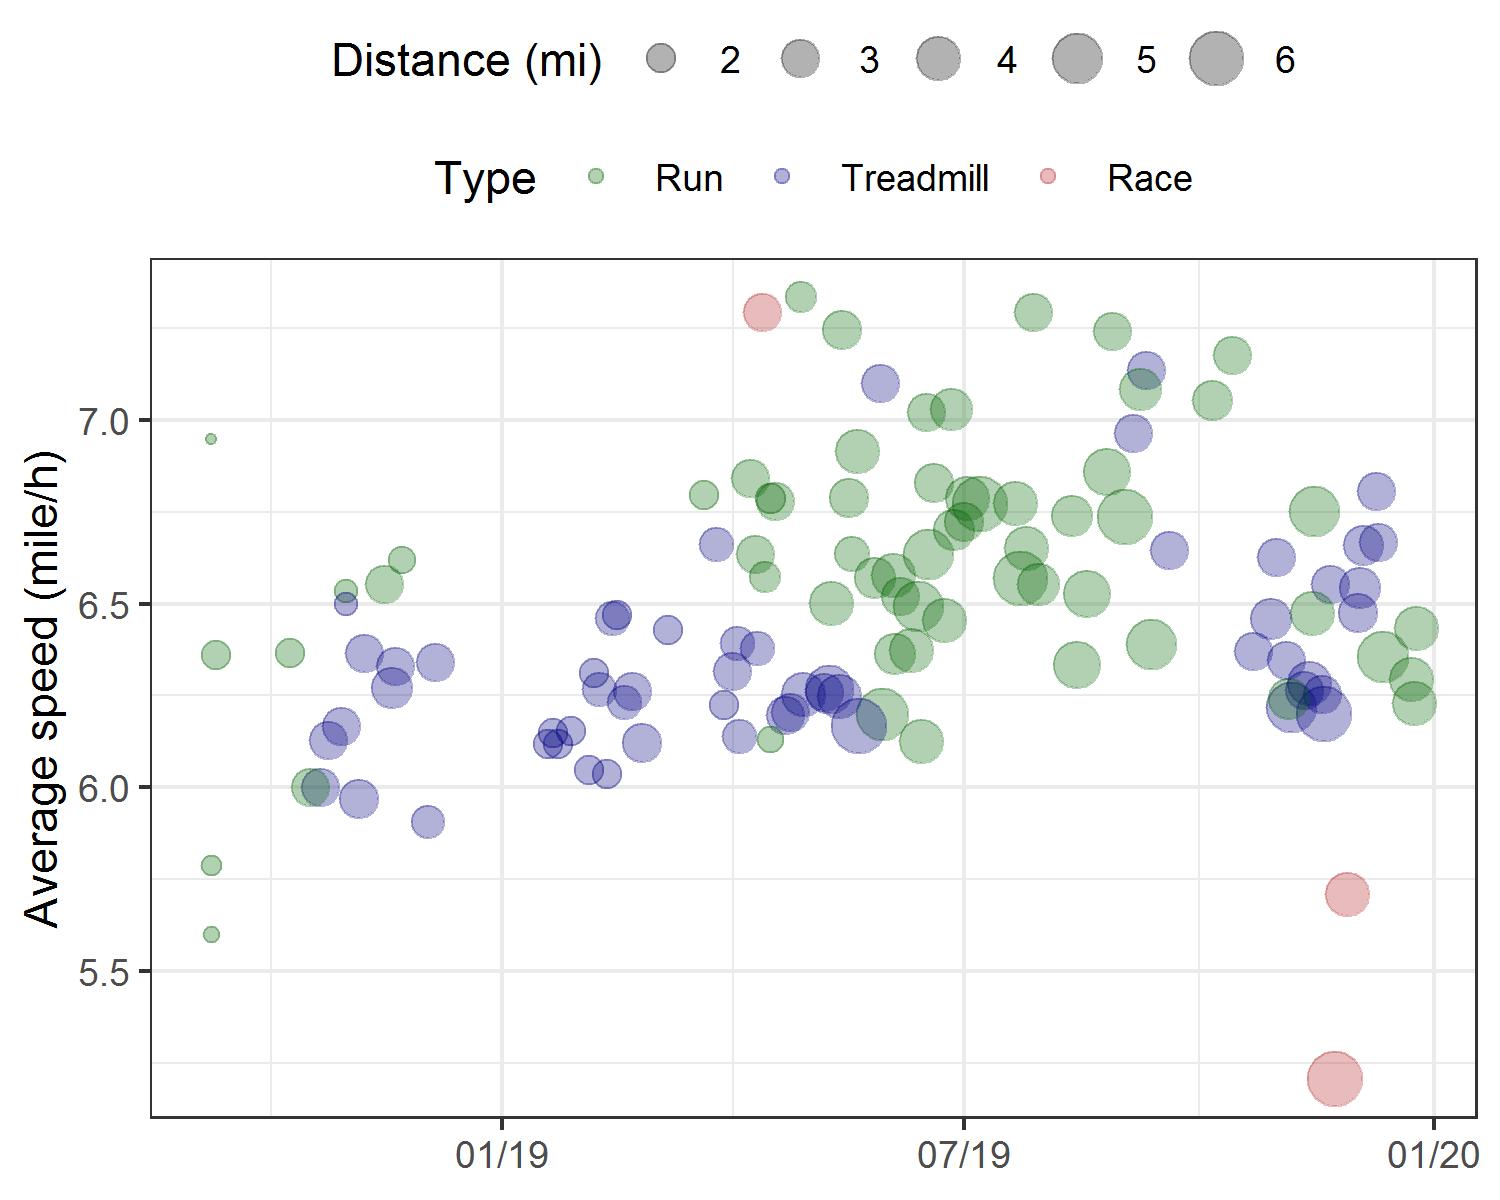 Distance (mi) 2 3 4 5 6
Type Run Treadmill Race
Average speed (mile/h)
7.0
6.5
6.0
5.5
01/19 07/19 01/20